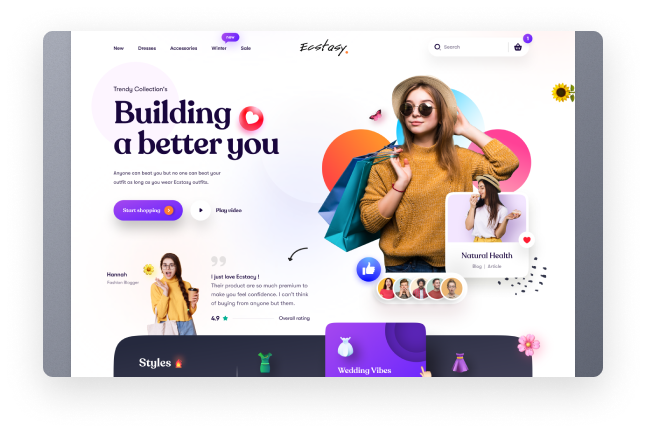 new
New Dresses Accessories Winter Sale
Ecstasy.
Search
1
Trendy Collection's
Building
a better you
Anyone can beat you but no one can beat your
outfit as long as you wear Ecstasy outfits.
Start shopping
Play video
Natural Health
Blog | Article
Hannah
Fashion Blogger
I just love Ecstasy !
Their product are so much premium to
make you feel confidence. I can't think
of anyone but them.
4.9 Overall rating
Styles
Wedding Vibes